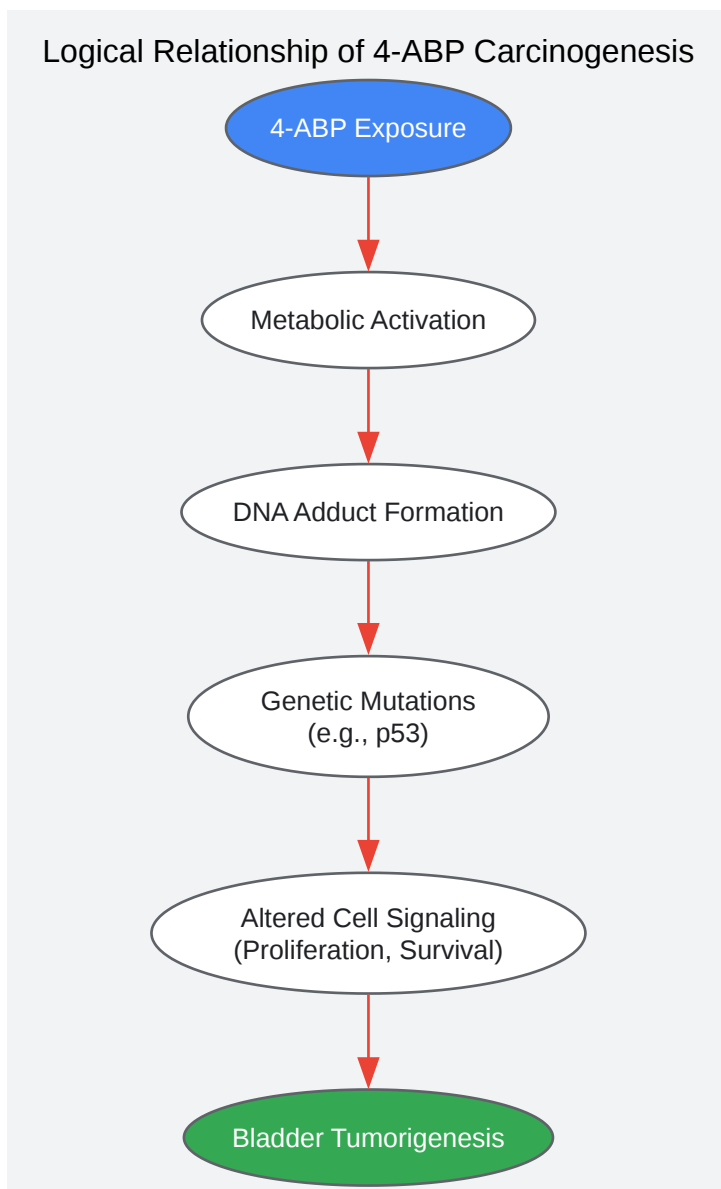 Logical Relationship of 4-ABP Carcinogenesis
4-ABP Exposure
Metabolic Activation
DNA Adduct Formation
Genetic Mutations
(e.g., p53)
Altered Cell Signaling
(Proliferation, Survival)
Bladder Tumorigenesis